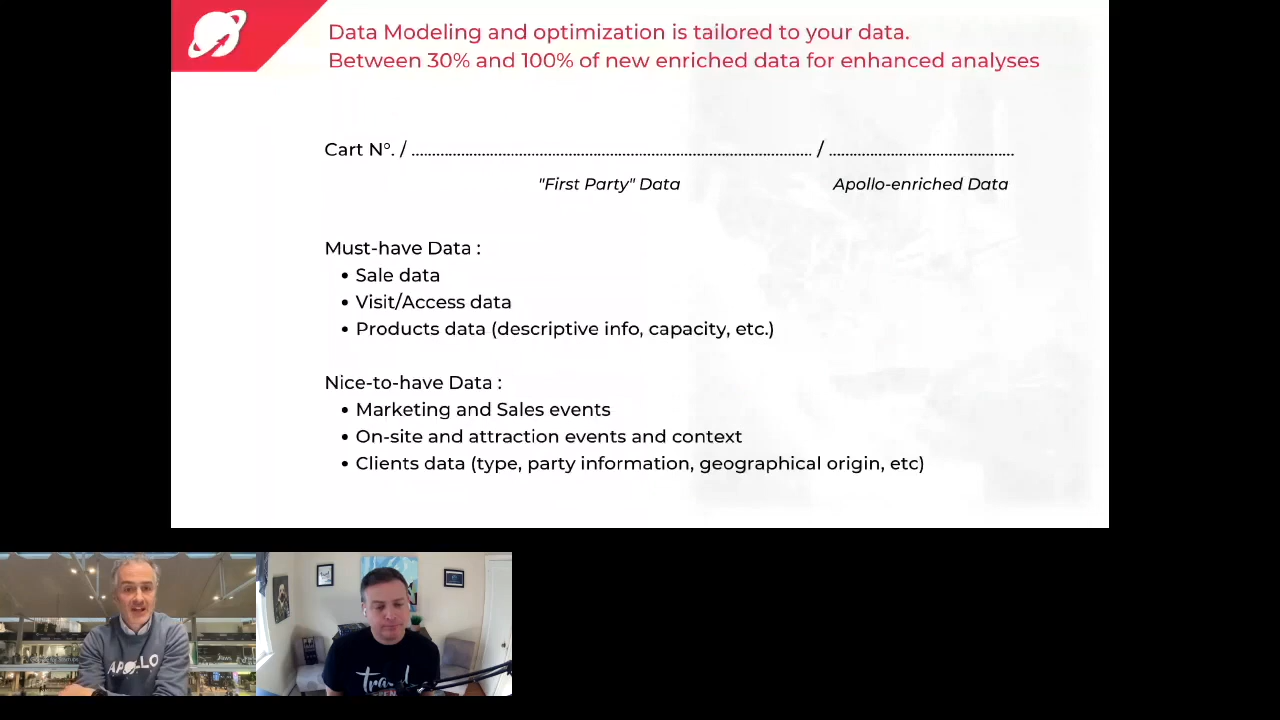 Data Modeling and optimization is tailored to your data.
Between 30% and 100% of new enriched data for enhanced analyses
Cart N°. / ........................................................................................................ / ................................................
"First Party" Data
Apollo-enriched Data
Must-have Data :
• Sale data
• Visit/Access data
• Products data (descriptive info, capacity, etc.)
Nice-to-have Data :
• Marketing and Sales events
• On-site and attraction events and context
• Clients data (type, party information, geographical origin, etc)
APOLLO